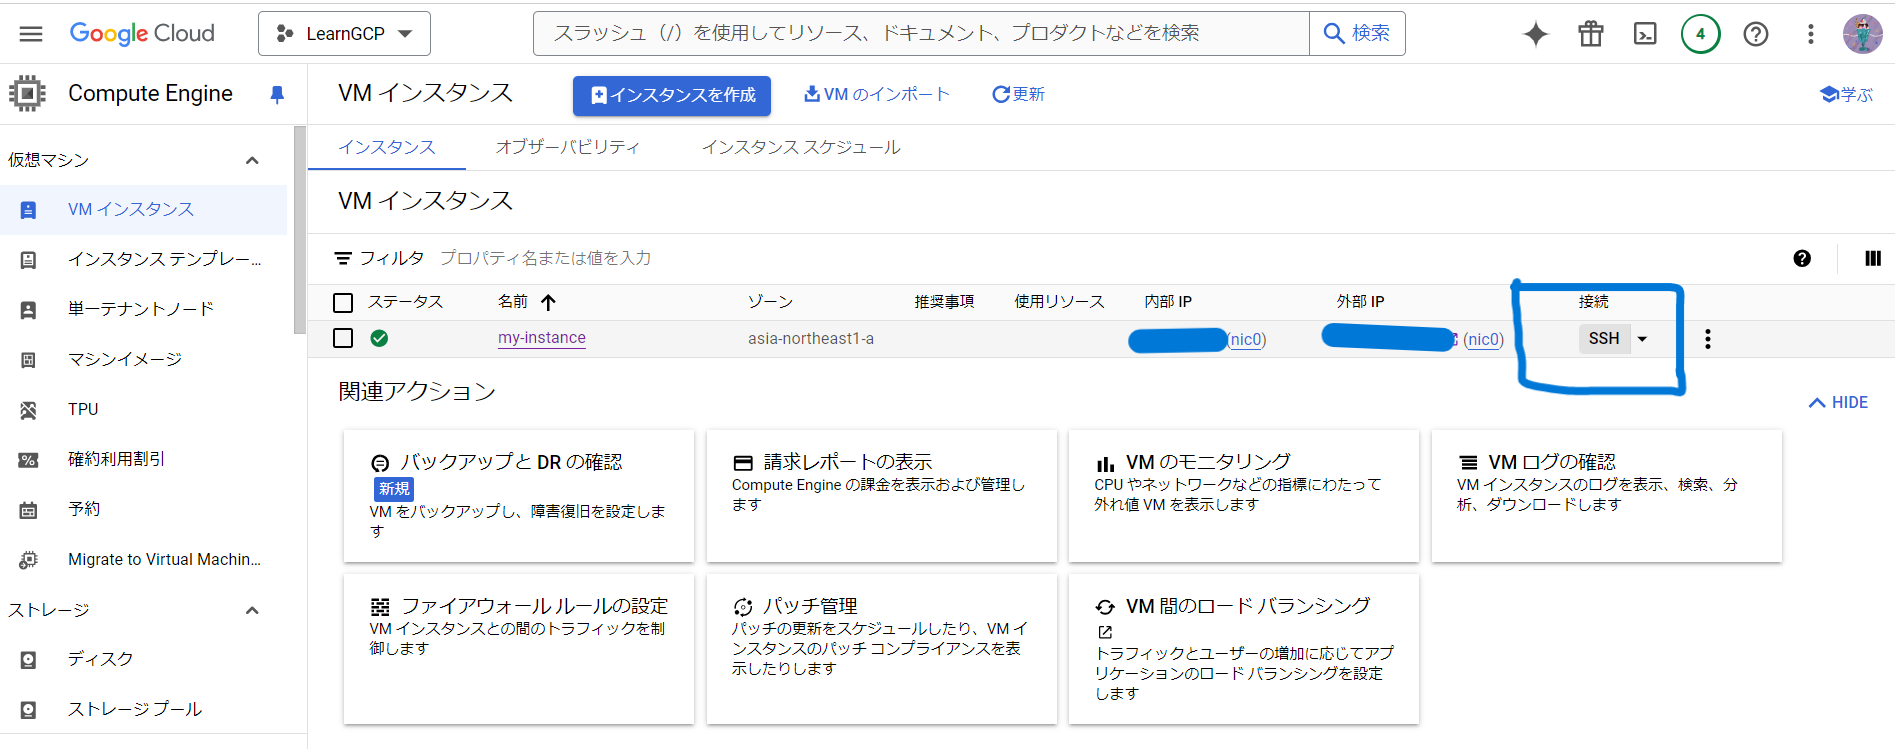 Google Cloud
LearnGCP
スラッシュ（/）を使用してリソース、ドキュメント、プロダクトなどを検索
検索
4
Compute Engine
VM インスタンス
インスタンスを作成
VM のインポート
更新
学ぶ
仮想マシン
VM インスタンス
インスタンス テンプレー...
単一テナントノード
マシンイメージ
TPU
確約利用割引
予約
Migrate to Virtual Machin...
ストレージ
ディスク
ストレージ プール
インスタンス
オブザーバビリティ
インスタンス スケジュール
VM インスタンス
フィルタ
プロパティ名または値を入力
ステータス
名前
ゾーン
推奨事項
使用リソース
内部 IP
外部 IP
接続
my-instance
asia-northeast1-a
(nic0)
(nic0)
SSH
関連アクション
HIDE
バックアップと DR の確認
新規
VM をバックアップし、障害復旧を設定しま
す
請求レポートの表示
Compute Engine の課金を表示および管理し
ます
VM のモニタリング
CPU やネットワークなどの指標にわたって
外れ値 VM を表示します
VM ログの確認
VM インスタンスのログを表示、検索、分
析、ダウンロードします
ファイアウォール ルールの設定
VM インスタンスとの間のトラフィックを制
御します
パッチ管理
パッチの更新をスケジュールしたり、VM イ
ンスタンスのパッチ コンプライアンスを表
示したりします
VM 間のロード バランシング
トラフィックとユーザーの増加に応じてアプ
リケーションのロード バランシングを設定
します